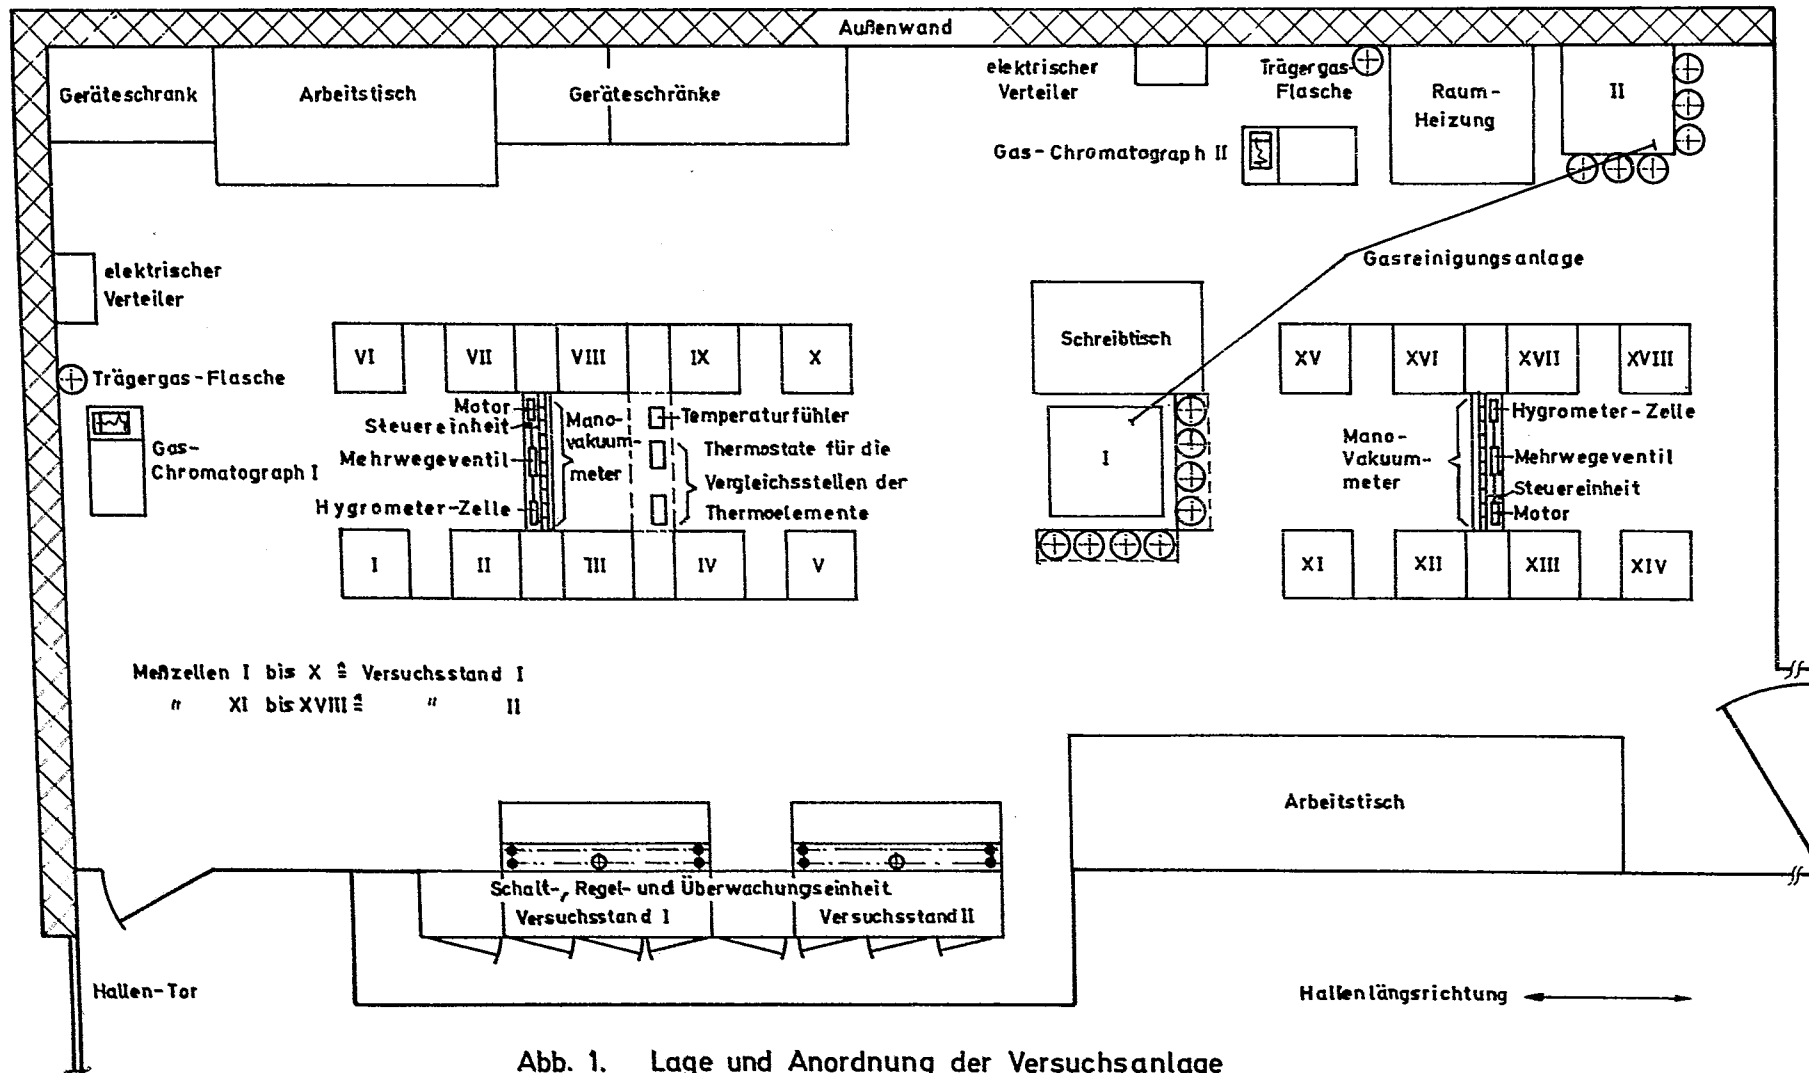 Außenwand
Geräteschrank
Arbeitstisch
Geräteschränke
elektrischer
Verteiler
Trägergas-
Flasche
Raum-
Heizung
II
Gas-Chromatograph II
Gasreinigungsanlage
elektrischer
Verteiler
Trägergas-Flasche
Gas-
Chromatograph I
VI
VII
VIII
IX
X
Motor
Steuereinheit
Mehrwegeventil
Hygrometer-Zelle
Mano-
vakuum-
meter
Temperaturfühler
Thermostate für die
Vergleichsstellen der
Thermoelemente
I
II
III
IV
V
Schreibtisch
I
XV
XVI
XVII
XVIII
Mano-
Vakuum-
meter
Hygrometer-Zelle
Mehrwegeventil
Steuereinheit
Motor
XI
XII
XIII
XIV
Meßzellen I bis X ≙ Versuchsstand I
" XI bis XVIII ≙ " II
Arbeitstisch
Schalt-, Regel- und Überwachungseinheit
Versuchsstand I
Versuchsstand II
Hallen-Tor
Hallenlängsrichtung
Abb. 1. Lage und Anordnung der Versuchsanlage